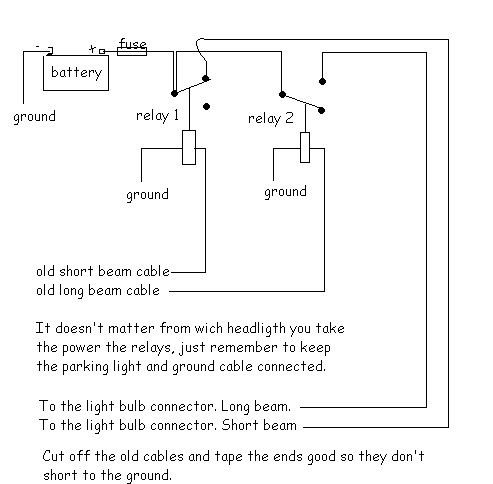 - + fuse
battery
ground
relay 1
relay 2
ground
ground
old short beam cable
old long beam cable
It doesn't matter from wich headligth you take
the power the relays, just remember to keep
the parking light and ground cable connected.
To the light bulb connector. Long beam.
To the light bulb connector. Short beam
Cut off the old cables and tape the ends good so they don't
short to the ground.